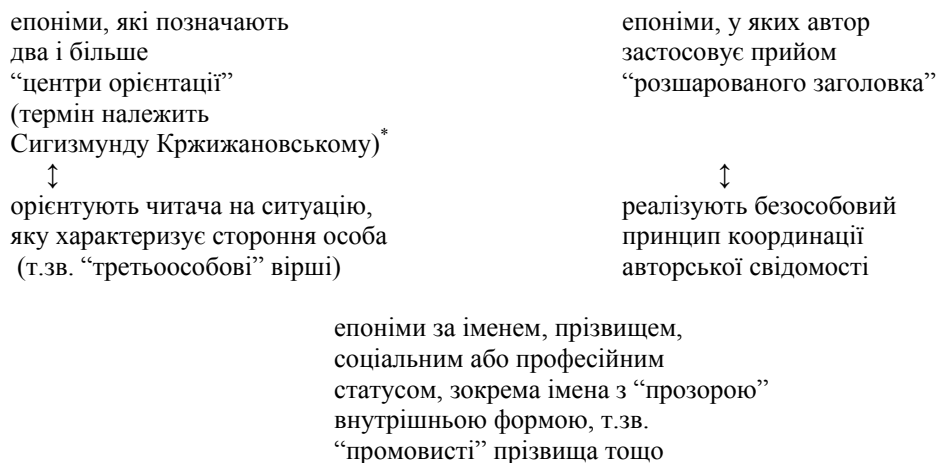 епоніми, які позначають
два і більше
“центри орієнтації”
(термін належить
Сигизмунду Кржижановському)*
↕
орієнтують читача на ситуацію,
яку характеризує стороння особа
(т.зв. “третьоособові” вірші)
епоніми, у яких автор
застосовує прийом
“розшарованого заголовка”
↕
реалізують безособовий
принцип координації
авторської свідомості
епоніми за іменем, прізвищем,
соціальним або професійним
статусом, зокрема імена з “прозорою”
внутрішньою формою, т.зв.
“промовисті” прізвища тощо